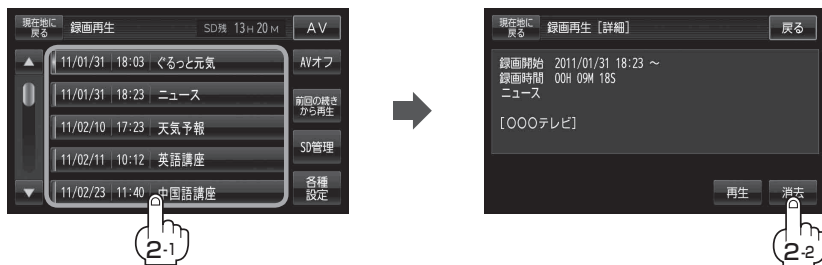 現在地に
戻る
録画再生
SD残 13H 20M
AV
11/01/31 18:03 ぐるっと元気
AVオフ
11/01/31 18:23 ニュース
前回の続き
から再生
11/02/10 17:23 天気予報
11/02/11 10:12 英語講座
SD管理
11/02/23 11:40 中国語講座
各種
設定
2-1
現在地に
戻る
録画再生 [詳細]
戻る
録画開始 2011/01/31 18:23 ～
録画時間 00H 09M 18S
ニュース
[〇〇〇テレビ]
再生
消去
2-2